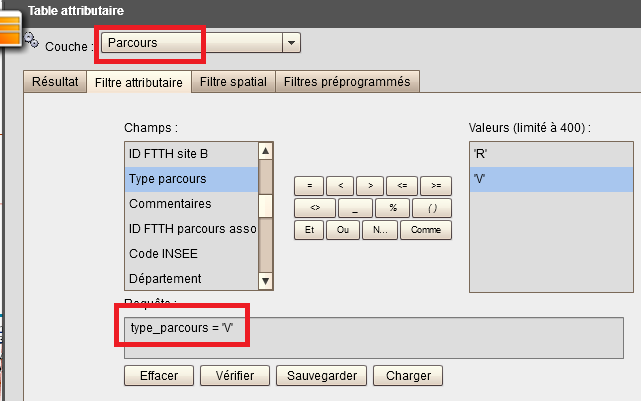 Table attributaire
Couche : Parcours
Résultat Filtre attributaire Filtre spatial Filtres préprogrammés
Champs : Valeurs (limité à 400) :
ID FTTH site B
Type parcours
Commentaires
ID FTTH parcours asso
Code INSEE
Département
= < > <= >=
<> _ % ( )
Et Ou N... Comme
'R'
'V'
Requête :
type_parcours = 'V'
Effacer Vérifier Sauvegarder Charger